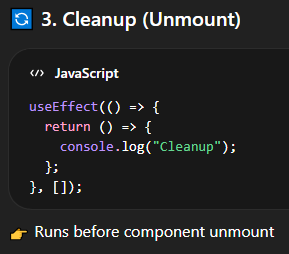 🔄 3. Cleanup (Unmount)
</> JavaScript
useEffect(() => {
  return () => {
    console.log("Cleanup");
  };
}, []);
👉 Runs before component unmount